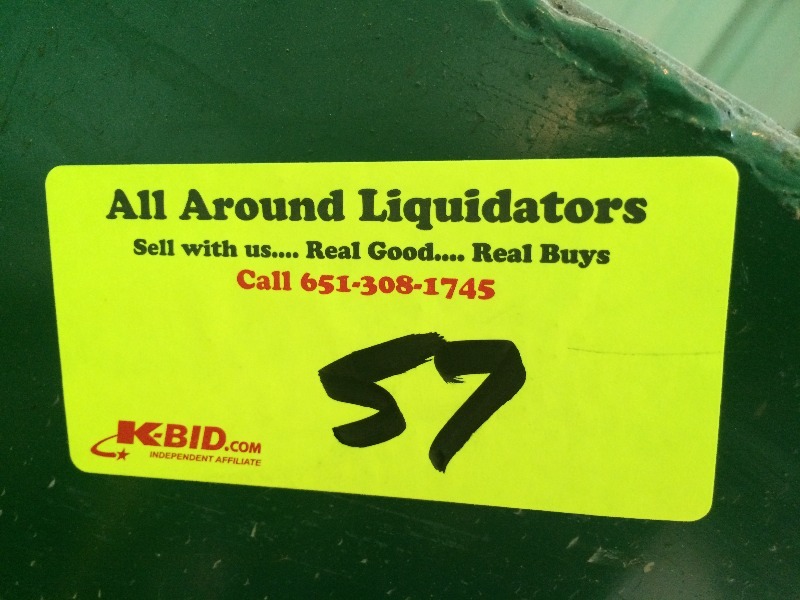 All Around Liquidators
Sell with us.... Real Good.... Real Buys
Call 651-308-1745
57
K-BID.COM
INDEPENDENT AFFILIATE